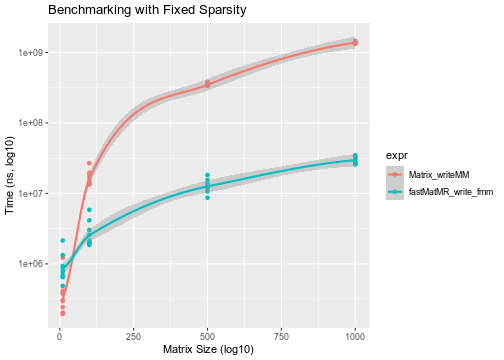 Benchmarking with Fixed Sparsity
Time (ns, log10)
1e+09
1e+08
1e+07
1e+06
0
250
500
750
1000
Matrix Size (log10)
expr
Matrix_writeMM
fastMatMR_write_fmm